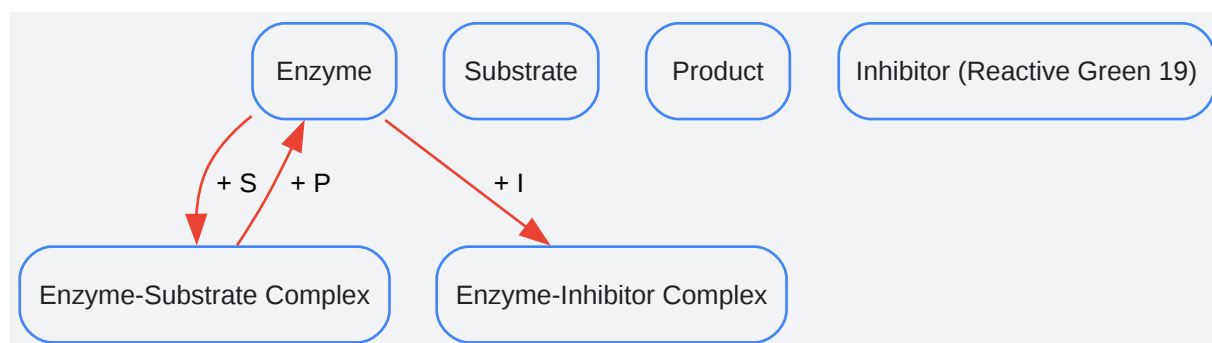 Enzyme
Substrate
Product
Inhibitor (Reactive Green 19)
+ S
+ P
+ I
Enzyme-Substrate Complex
Enzyme-Inhibitor Complex